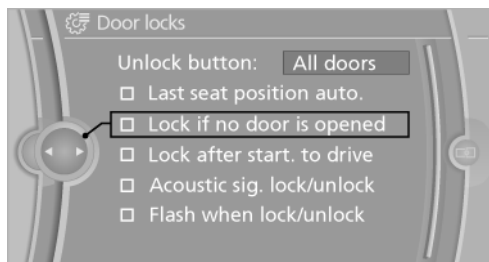 Door locks
Unlock button: All doors
Last seat position auto.
Lock if no door is opened
Lock after start. to drive
Acoustic sig. lock/unlock
Flash when lock/unlock